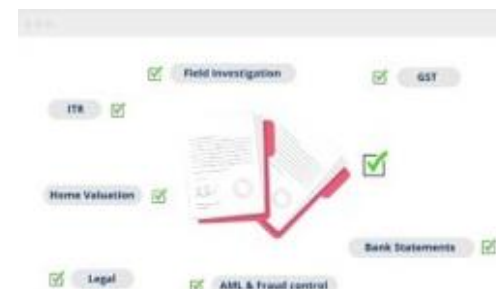 Field Investigation
GST
ITR
Home Valuation
Bank Statements
Legal
AML & Fraud control